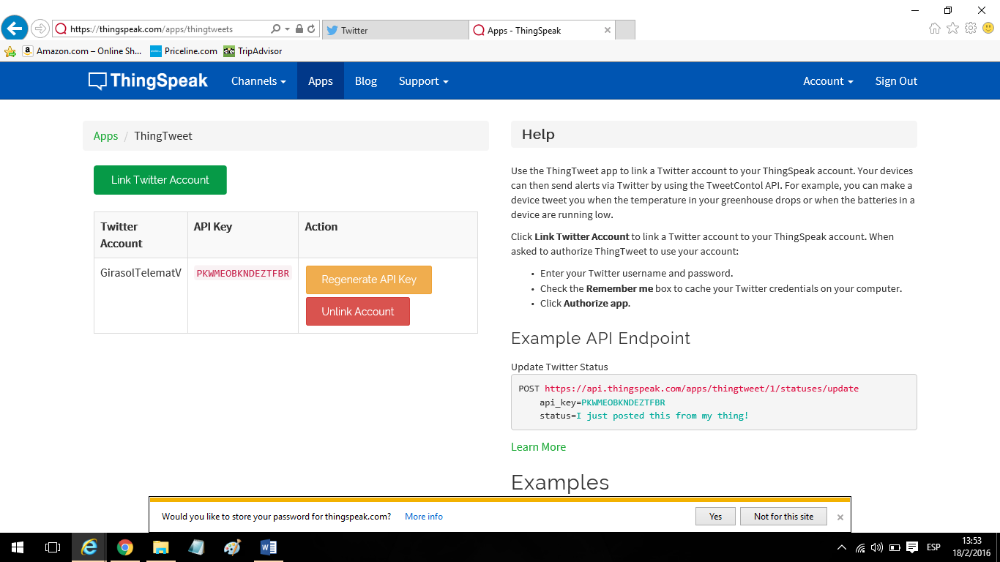 https://thingspeak.com/apps/thingtweets
Twitter
Apps - ThingSpeak
Amazon.com – Online Sh...
Priceline.com
TripAdvisor
ThingSpeak
Channels
Apps
Blog
Support
Account
Sign Out
Apps / ThingTweet
Link Twitter Account
Twitter Account
API Key
Action
GirasolTelematV
PKWMEOBKNDEZTFBR
Regenerate API Key
Unlink Account
Help
Use the ThingTweet app to link a Twitter account to your ThingSpeak account. Your devices
can then send alerts via Twitter by using the TweetContol API. For example, you can make a
device tweet you when the temperature in your greenhouse drops or when the batteries in a
device are running low.
Click Link Twitter Account to link a Twitter account to your ThingSpeak account. When
asked to authorize ThingTweet to use your account:
• Enter your Twitter username and password.
• Check the Remember me box to cache your Twitter credentials on your computer.
• Click Authorize app.
Example API Endpoint
Update Twitter Status
POST https://api.thingspeak.com/apps/thingtweet/1/statuses/update
api_key=PKWMEOBKNDEZTFBR
status=I just posted this from my thing!
Learn More
Examples
Would you like to store your password for thingspeak.com?
More info
Yes
Not for this site
ESP
13:53
18/2/2016